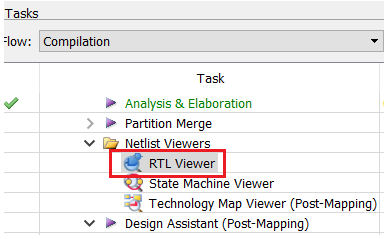 Tasks
Flow: Compilation
Task
Analysis & Elaboration
Partition Merge
Netlist Viewers
RTL Viewer
State Machine Viewer
Technology Map Viewer (Post-Mapping)
Design Assistant (Post-Mapping)